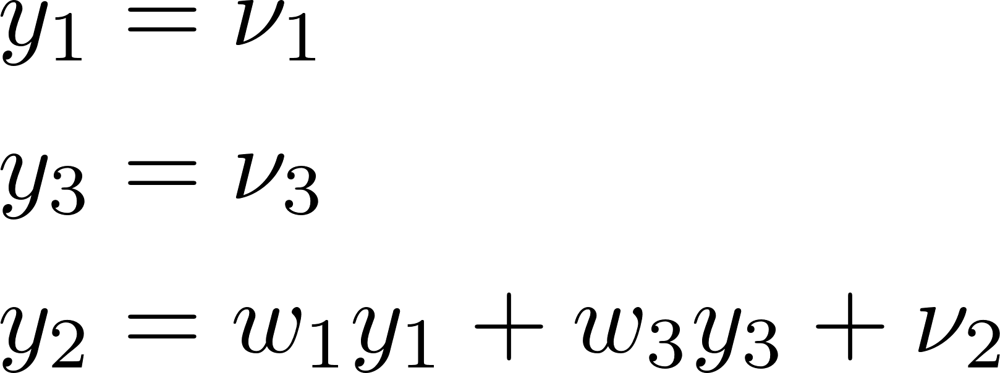 y₁ = ν₁
y₃ = ν₃
y₂ = w₁y₁ + w₃y₃ + ν₂